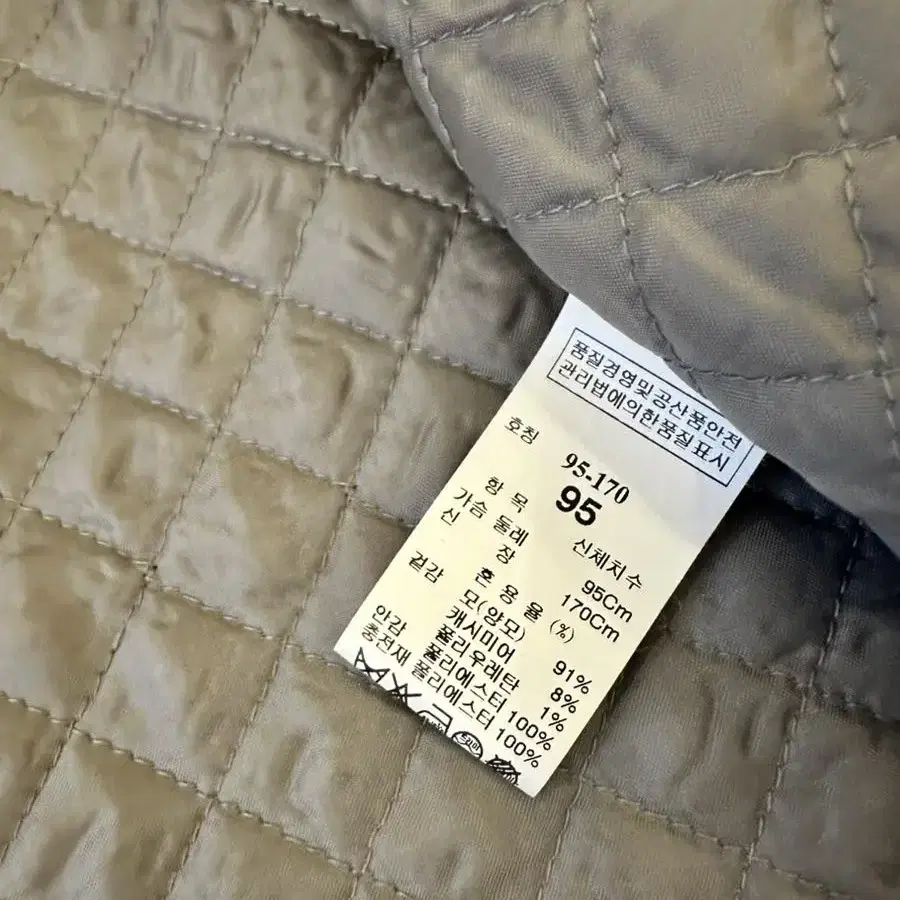 품질경영및공산품안전
관리법에의한품질표시
호칭 95-170
95
항 목 신체치수
가슴 둘레 95Cm
신 장 170Cm
혼 용 율 (%)
겉감 모(양모) 91%
캐시미어 8%
폴리우레탄 1%
안감 폴리에스터 100%
충전재 폴리에스터 100%